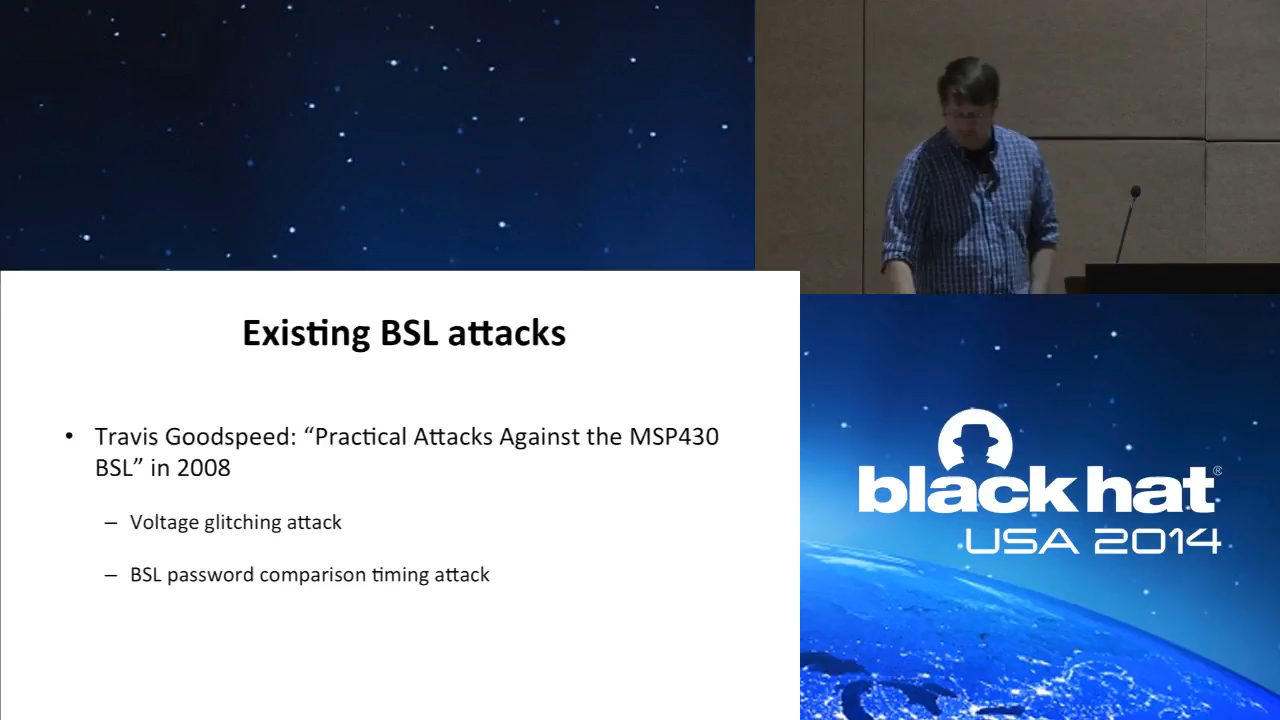 Existing BSL attacks
• Travis Goodspeed: “Practical Attacks Against the MSP430
BSL” in 2008
– Voltage glitching attack
– BSL password comparison timing attack
black hat®
USA 2014